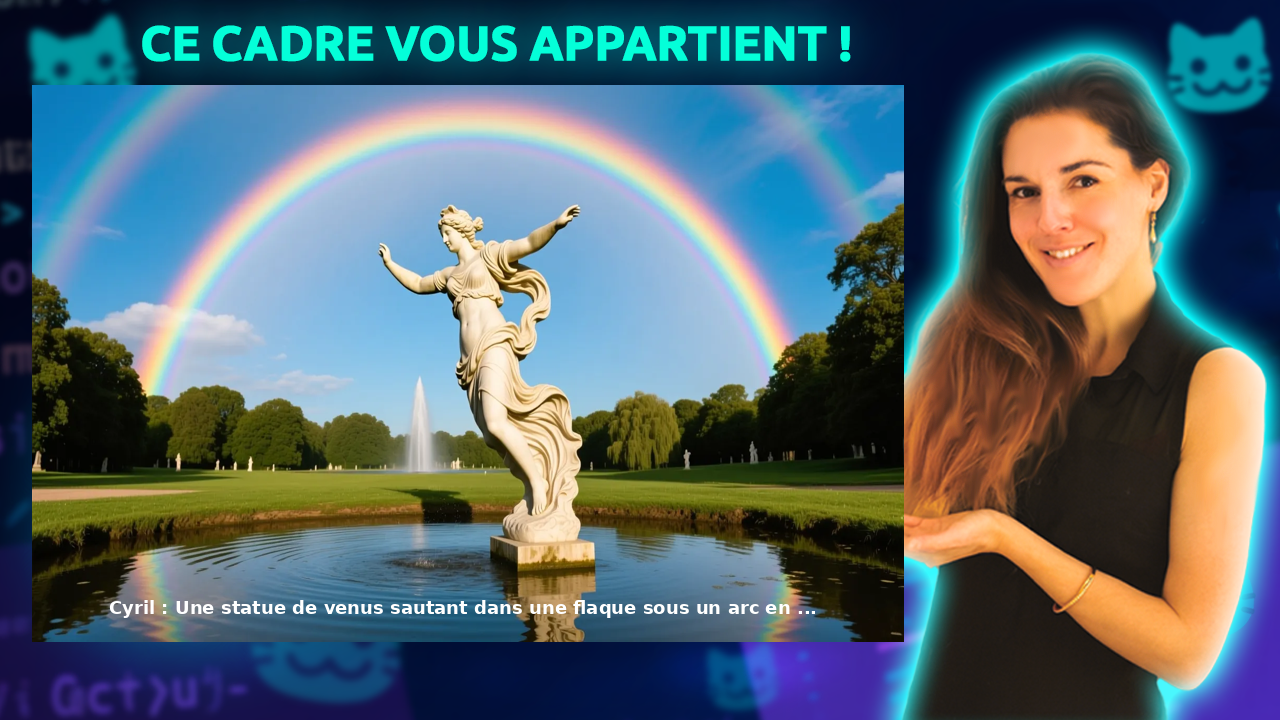 CE CADRE VOUS APPARTIENT !
Cyril : Une statue de venus sautant dans une flaque sous un arc en ...